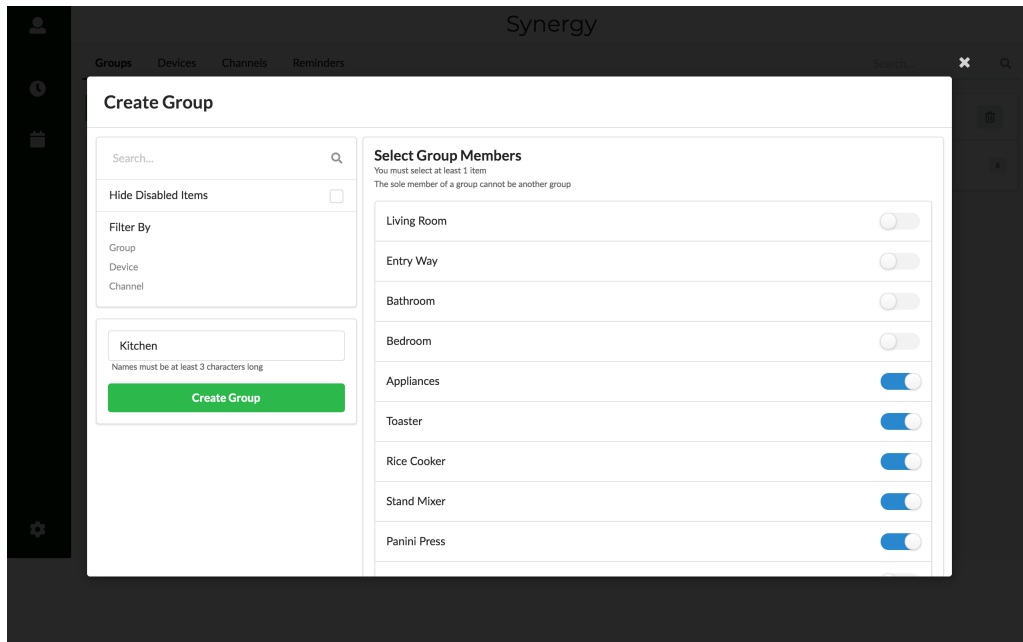 Synergy
Groups Devices Channels Reminders
Search...
Create Group
Search...
Hide Disabled Items
Filter By
Group
Device
Channel
Kitchen
Names must be at least 3 characters long
Create Group
Select Group Members
You must select at least 1 item
The sole member of a group cannot be another group
Living Room
Entry Way
Bathroom
Bedroom
Appliances
Toaster
Rice Cooker
Stand Mixer
Panini Press